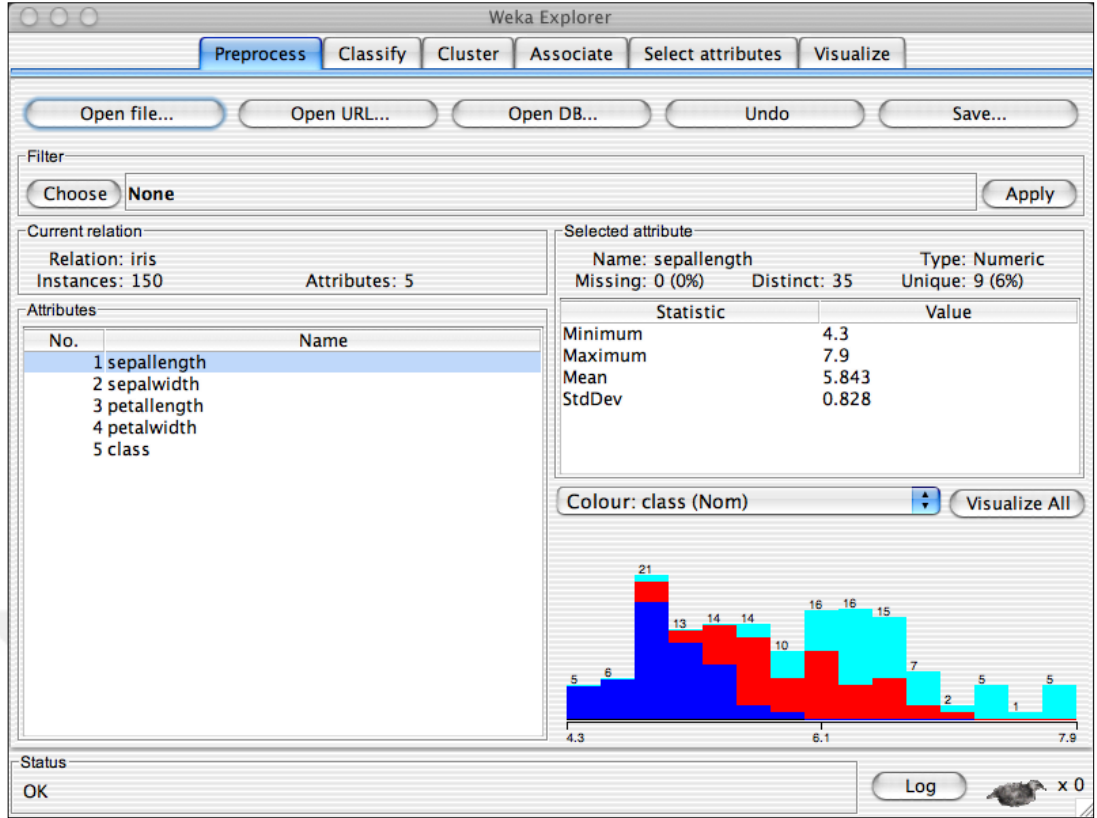 Weka Explorer
Preprocess Classify Cluster Associate Select attributes Visualize
Open file... Open URL... Open DB... Undo Save...
Filter
Choose None Apply
Current relation
Relation: iris
Instances: 150 Attributes: 5
Attributes
No. Name
1 sepallength
2 sepalwidth
3 petallength
4 petalwidth
5 class
Selected attribute
Name: sepallength Type: Numeric
Missing: 0 (0%) Distinct: 35 Unique: 9 (6%)
Statistic Value
Minimum 4.3
Maximum 7.9
Mean 5.843
StdDev 0.828
Colour: class (Nom) Visualize All
5 6 21 13 14 14 10 16 16 15 7 2 5 1 5
4.3 6.1 7.9
Status
OK
Log x 0